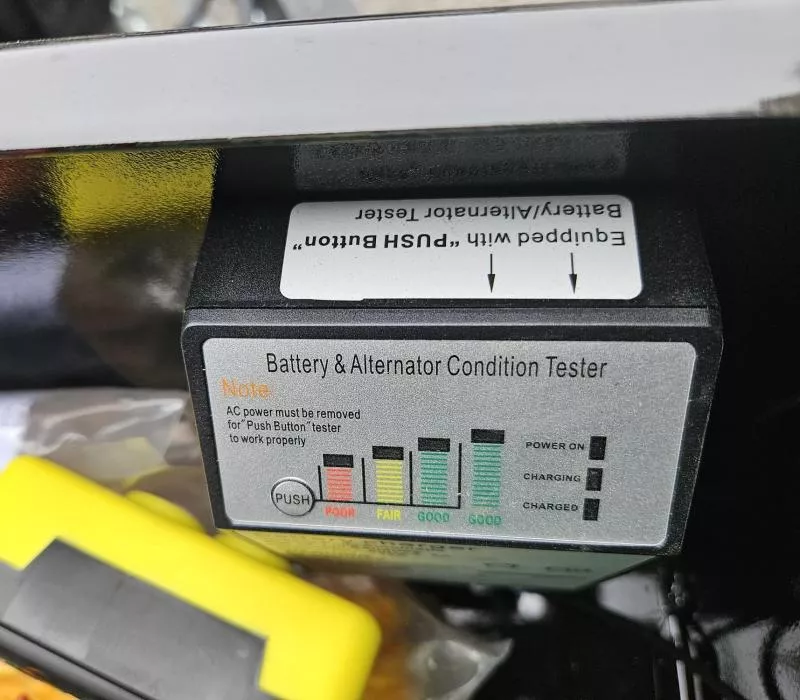 Equipped with "PUSH Button"
Battery/Alternator Tester
Battery & Alternator Condition Tester
Note
AC power must be removed
for"Push Button"tester
to work properly
PUSH
POOR
FAIR
GOOD
GOOD
POWER ON
CHARGING
CHARGED